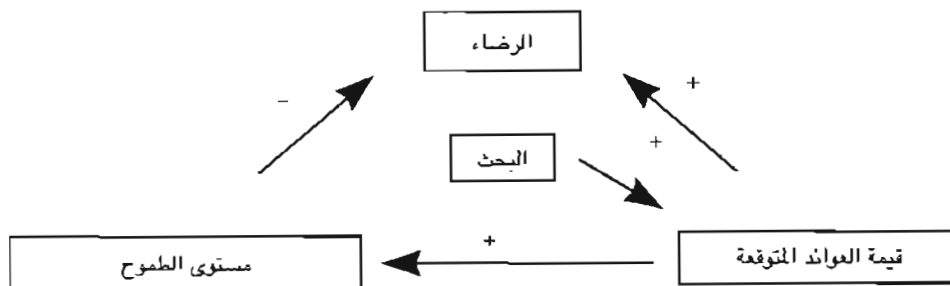 الرضاء
-
+
البحث
+
+
مستوى الطموح
قيمة العوائد المتوقعة